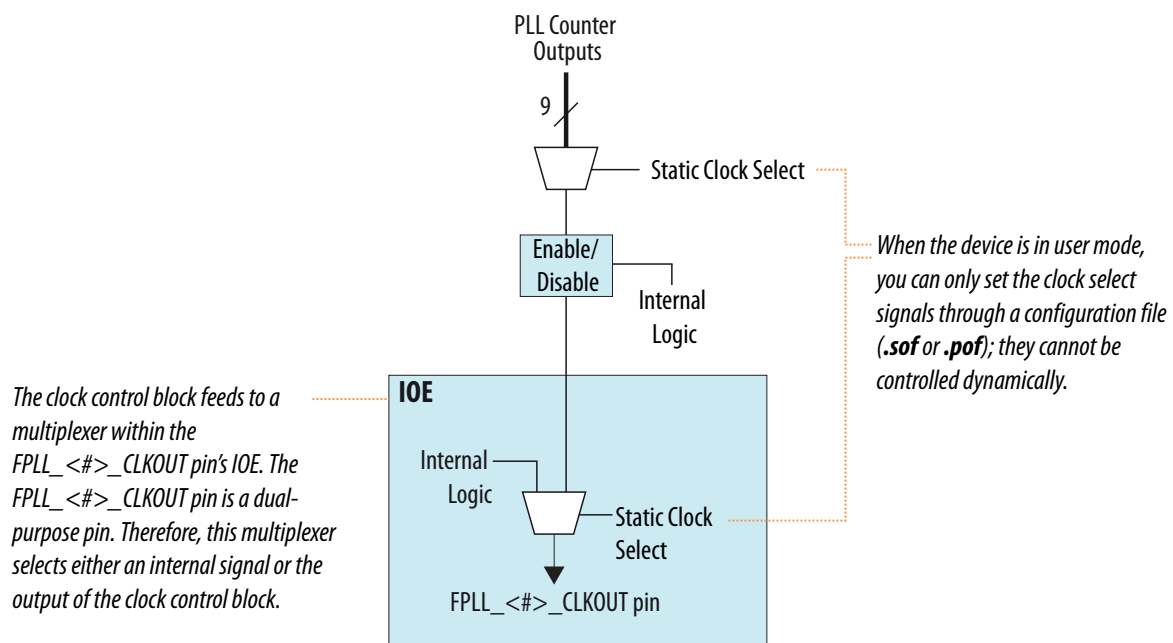 PLL Counter
Outputs
9
Static Clock Select
Enable/
Disable
Internal
Logic
When the device is in user mode,
you can only set the clock select
signals through a configuration file
(.sof or .pof); they cannot be
controlled dynamically.
IOE
The clock control block feeds to a
multiplexer within the
FPLL_<#>_CLKOUT pin's IOE. The
FPLL_<#>_CLKOUT pin is a dual-
purpose pin. Therefore, this multiplexer
selects either an internal signal or the
output of the clock control block.
Internal
Logic
Static Clock
Select
FPLL_<#>_CLKOUT pin